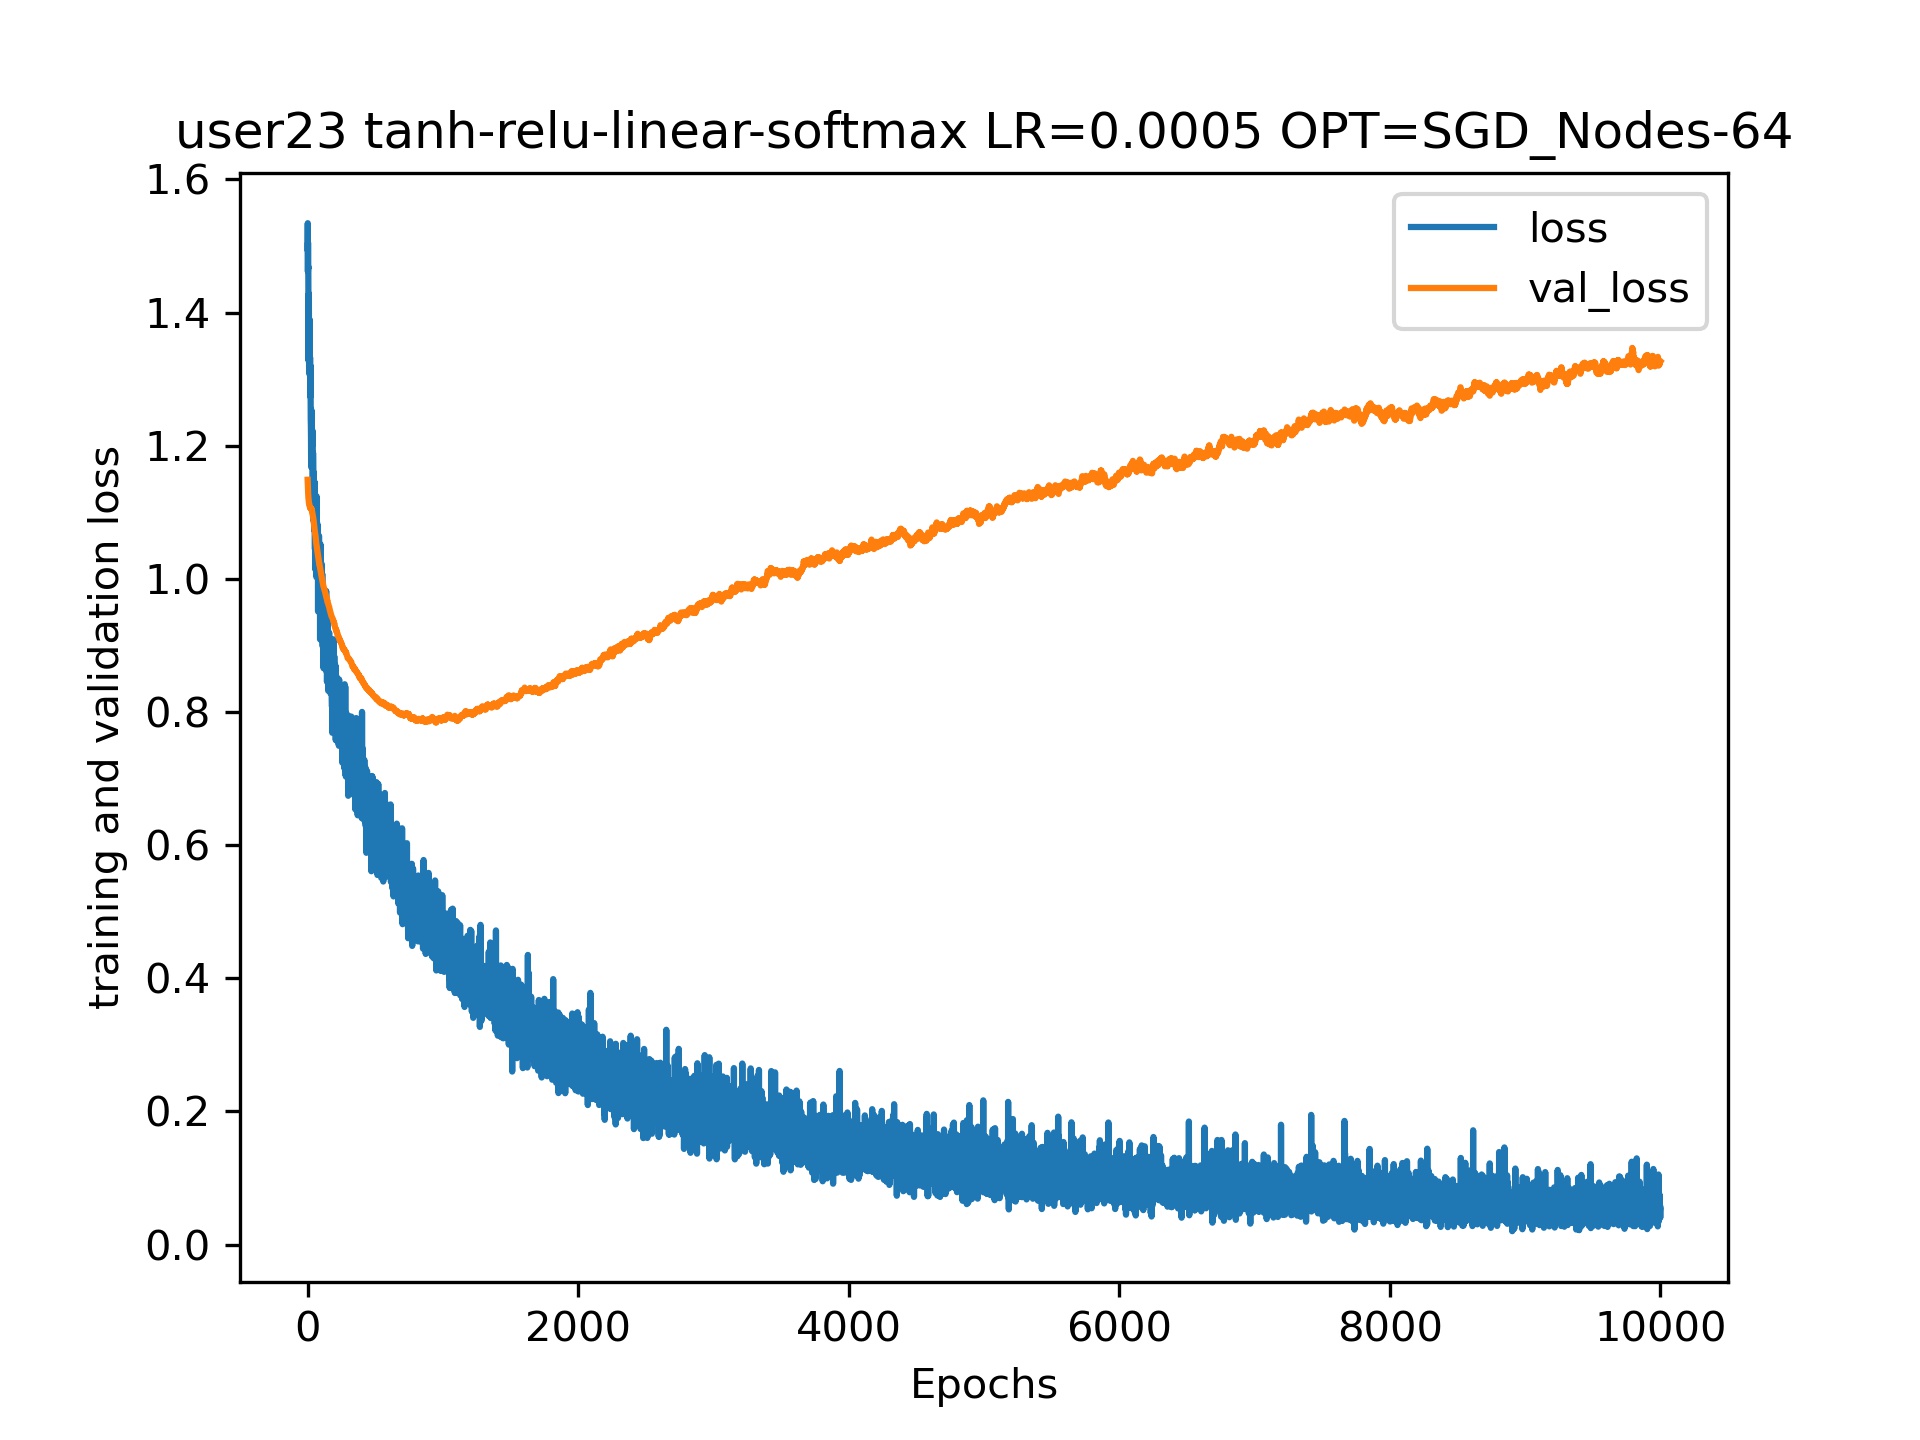 user23 tanh-relu-linear-softmax LR=0.0005 OPT=SGD_Nodes-64
1.6
1.4
1.2
1.0
0.8
0.6
0.4
0.2
0.0
training and validation loss
loss
val_loss
0 2000 4000 6000 8000 10000
Epochs